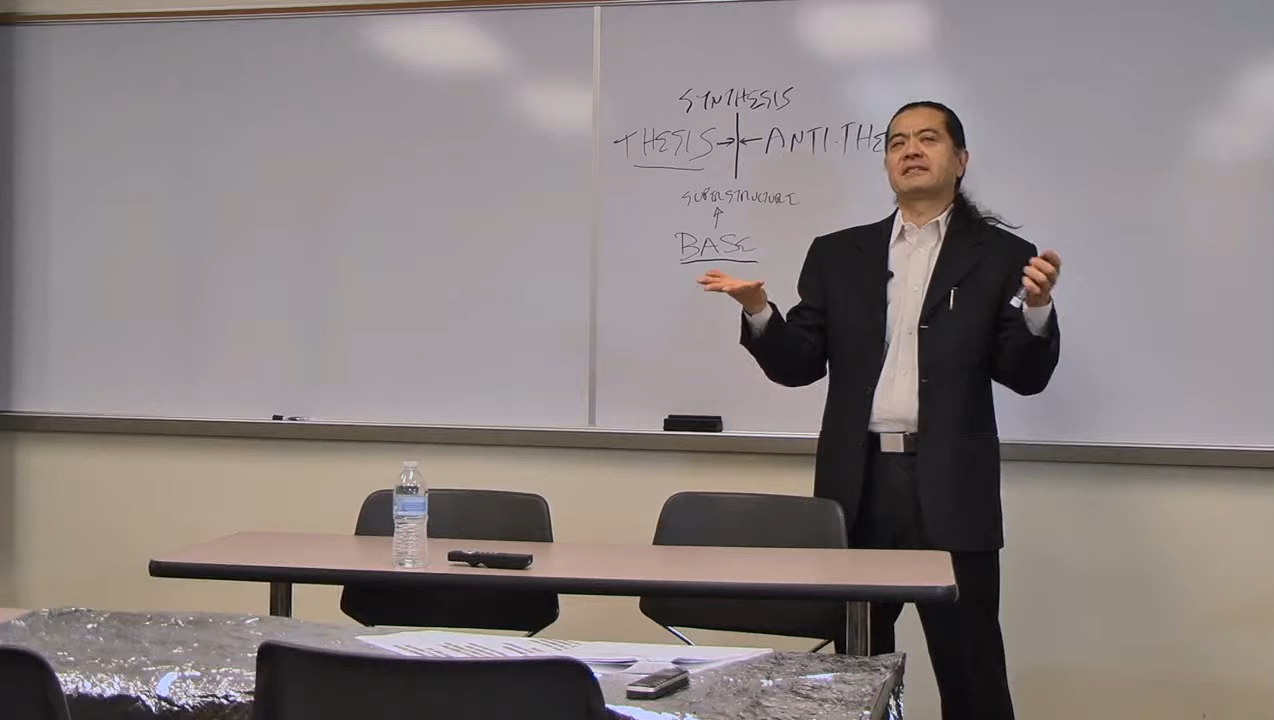 SYNTHESIS
THESIS → ← ANTI-THE
SUPERSTRUCTURE
↑
BASE